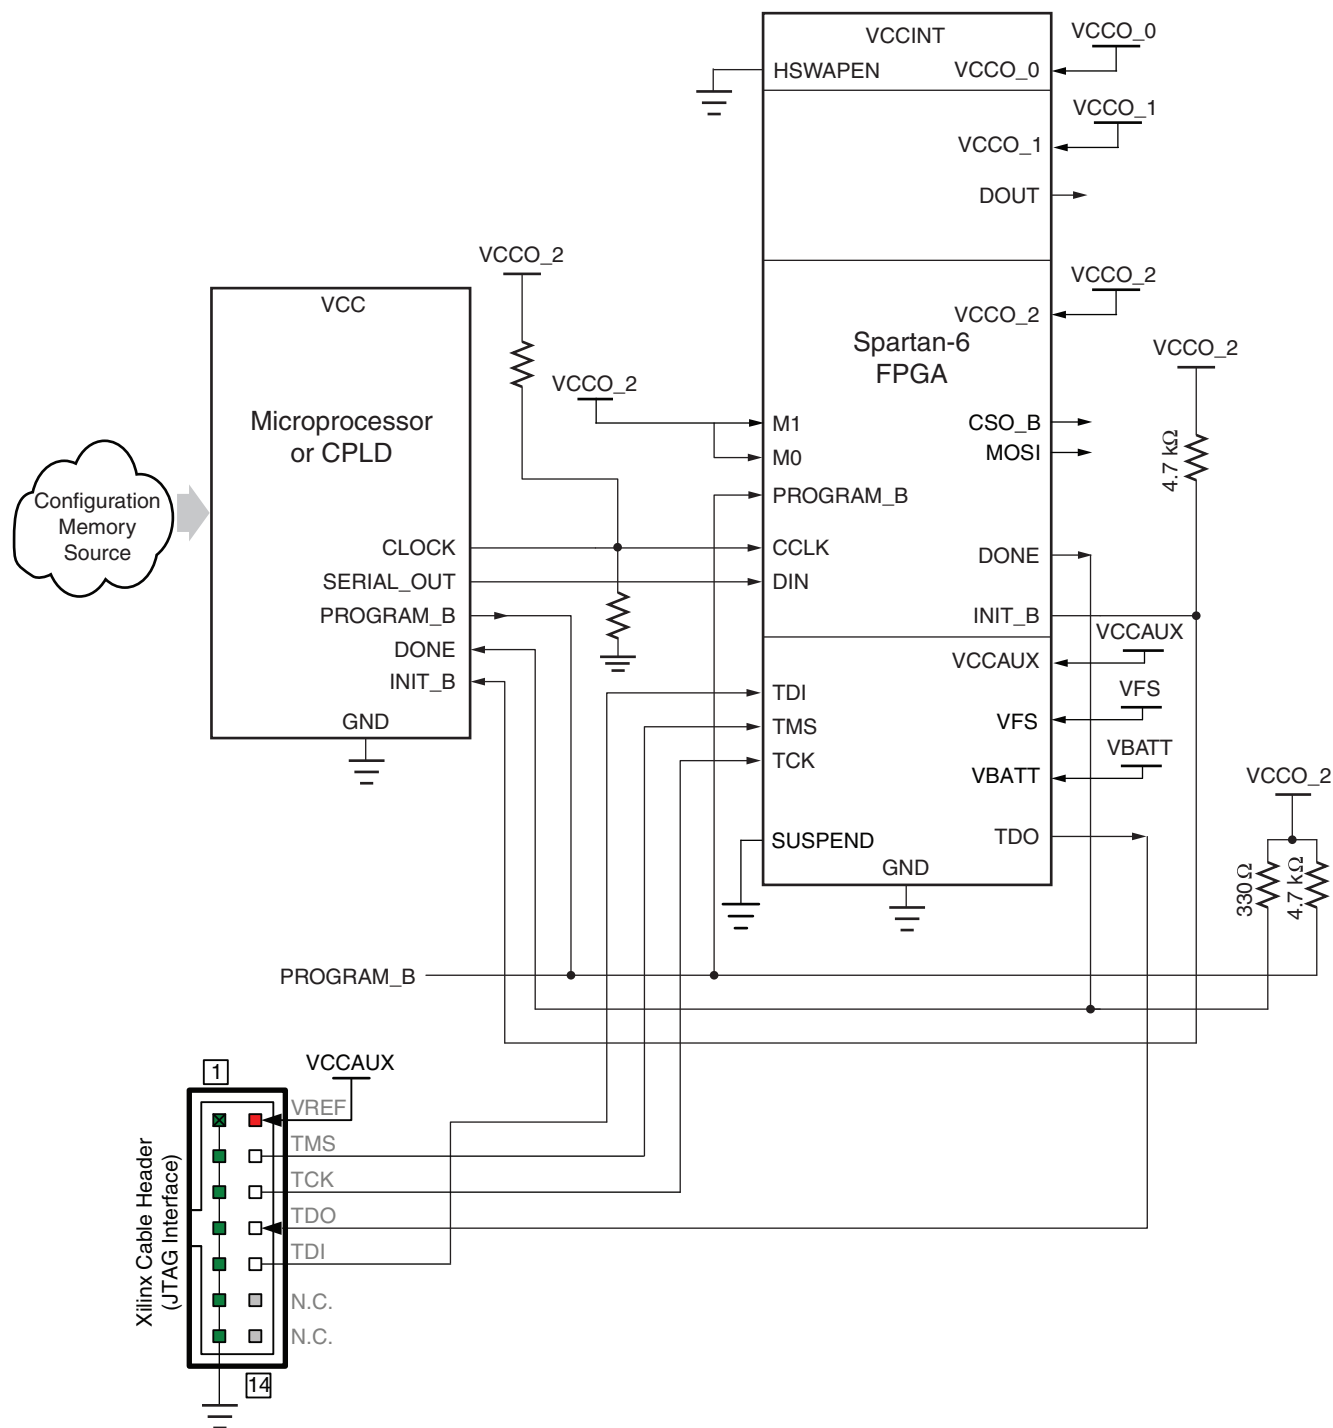 VCCINT
HSWAPEN
VCCO_0
VCCO_0
VCCO_1
VCCO_1
DOUT
VCCO_2
VCCO_2
VCCO_2
Spartan-6
FPGA
VCCO_2
VCCO_2
M1
M0
CSO_B
MOSI
4.7 kΩ
PROGRAM_B
CCLK
DIN
DONE
INIT_B
VCC
Microprocessor
or CPLD
Configuration
Memory
Source
CLOCK
SERIAL_OUT
PROGRAM_B
DONE
INIT_B
GND
VCCAUX
VCCAUX
TDI
TMS
TCK
VFS
VFS
VBATT
VBATT
VCCO_2
SUSPEND
TDO
GND
330Ω
4.7 kΩ
PROGRAM_B
1
VCCAUX
VREF
TMS
TCK
TDO
TDI
N.C.
N.C.
14
Xilinx Cable Header
(JTAG Interface)